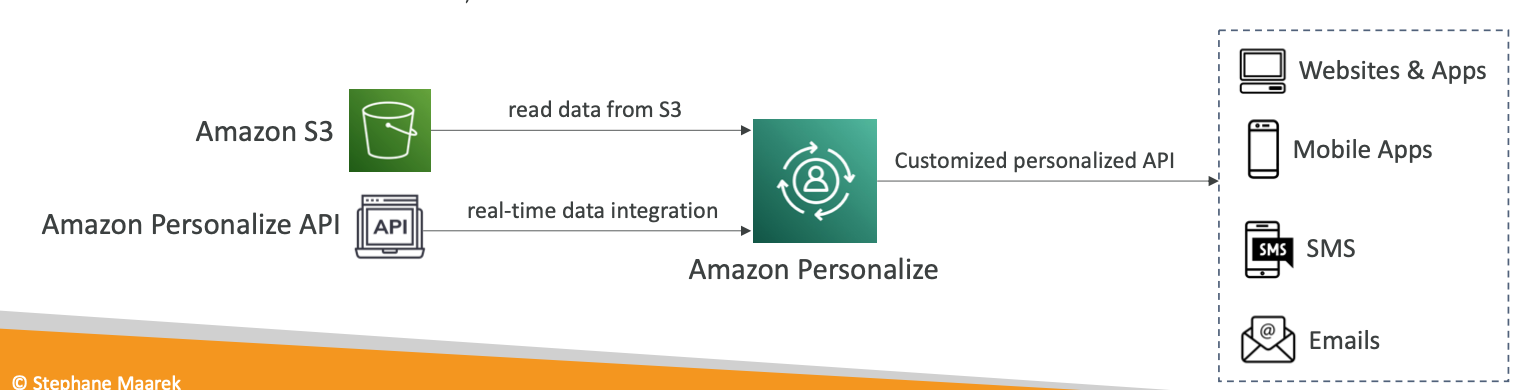 Amazon S3
read data from S3
Amazon Personalize API
API
real-time data integration
Amazon Personalize
Customized personalized API
Websites & Apps
Mobile Apps
SMS
SMS
@
Emails
© Stephane Maarek